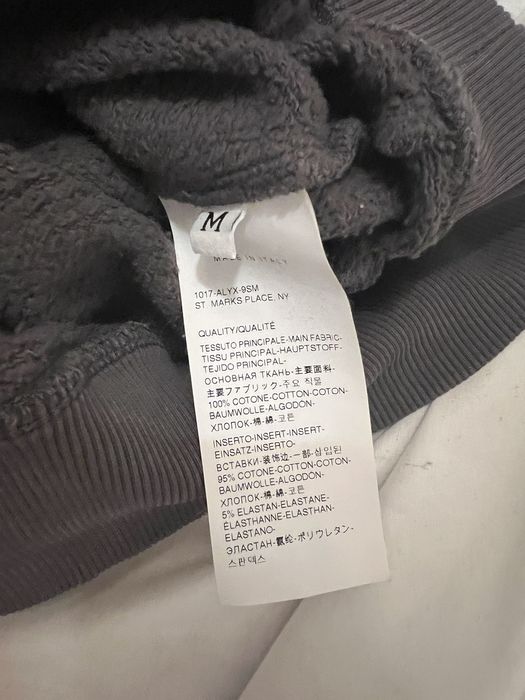 M
MADE IN ITALY
1017-ALYX-9SM
ST. MARKS PLACE, NY
QUALITY/QUALITÉ
TESSUTO PRINCIPALE-MAIN FABRIC-
TISSU PRINCIPAL-HAUPTSTOFF-
TEJIDO PRINCIPAL-
ОСНОВНАЯ ТКАНЬ-主要面料-
主要ファブリック-주요 직물
100% COTONE-COTTON-COTON-
BAUMWOLLE-ALGODÓN-
ХЛОПОК-棉-綿-코튼
INSERTO-INSERT-INSERT-
EINSATZ-INSERTO-
ВСТАВКИ-装饰边-一部-삽입된
95% COTONE-COTTON-COTON-
BAUMWOLLE-ALGODÓN-
ХЛОПОК-棉-綿-코튼
5% ELASTAN-ELASTANE-
ÉLASTHANNE-ELASTHAN-
ELASTANO-
ЭЛАСТАН-氨纶-ポリウレタン-
스판덱스